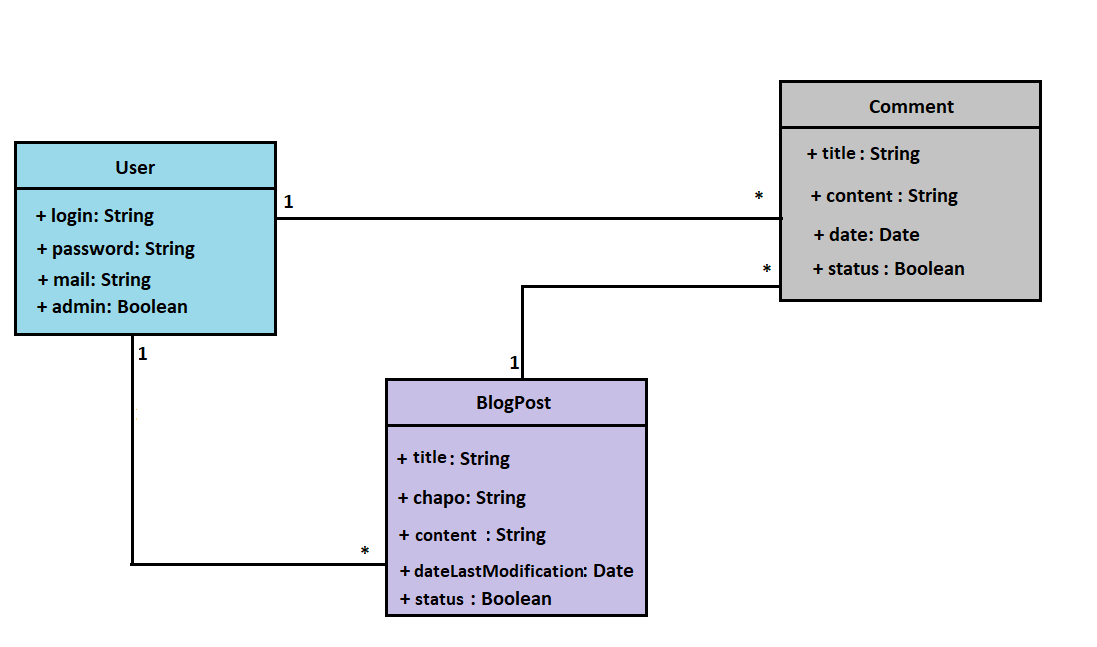 User
+ login: String
+ password: String
+ mail: String
+ admin: Boolean
1
*
Comment
+ title : String
+ content : String
+ date: Date
+ status : Boolean
*
1
1
*
BlogPost
+ title : String
+ chapo: String
+ content : String
+ dateLastModification: Date
+ status : Boolean